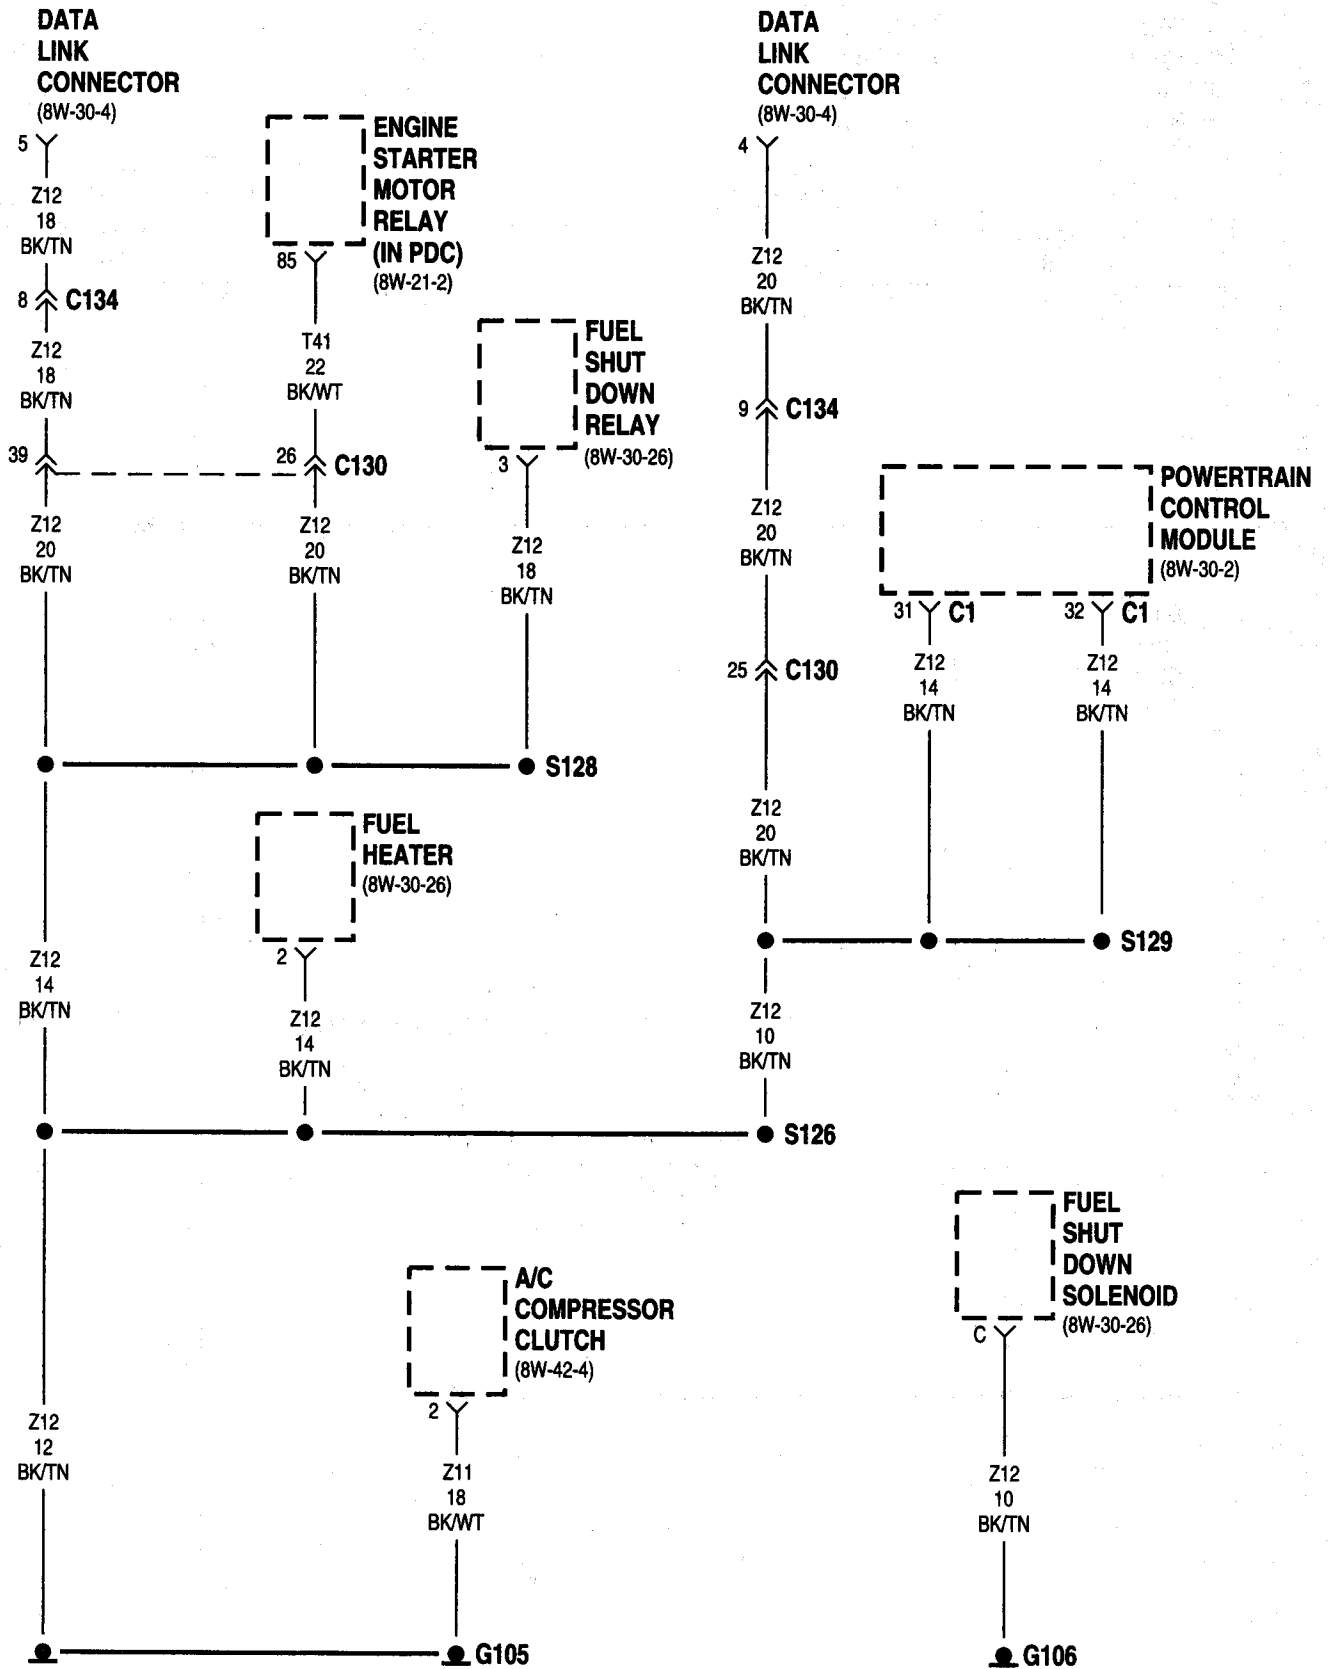 DATA
LINK
CONNECTOR
(8W-30-4)
5
Z12
18
BK/TN
8
C134
Z12
18
BK/TN
39
Z12
20
BK/TN
ENGINE
STARTER
MOTOR
RELAY
(IN PDC)
(8W-21-2)
85
T41
22
BK/WT
26
C130
Z12
20
BK/TN
FUEL
SHUT
DOWN
RELAY
(8W-30-26)
3
Z12
18
BK/TN
S128
DATA
LINK
CONNECTOR
(8W-30-4)
4
Z12
20
BK/TN
9
C134
Z12
20
BK/TN
25
C130
Z12
20
BK/TN
POWERTRAIN
CONTROL
MODULE
(8W-30-2)
31
C1
Z12
14
BK/TN
32
C1
Z12
14
BK/TN
S129
FUEL
HEATER
(8W-30-26)
2
Z12
14
BK/TN
Z12
14
BK/TN
Z12
10
BK/TN
S126
A/C
COMPRESSOR
CLUTCH
(8W-42-4)
2
Z11
18
BK/WT
Z12
12
BK/TN
G105
FUEL
SHUT
DOWN
SOLENOID
(8W-30-26)
C
Z12
10
BK/TN
G106